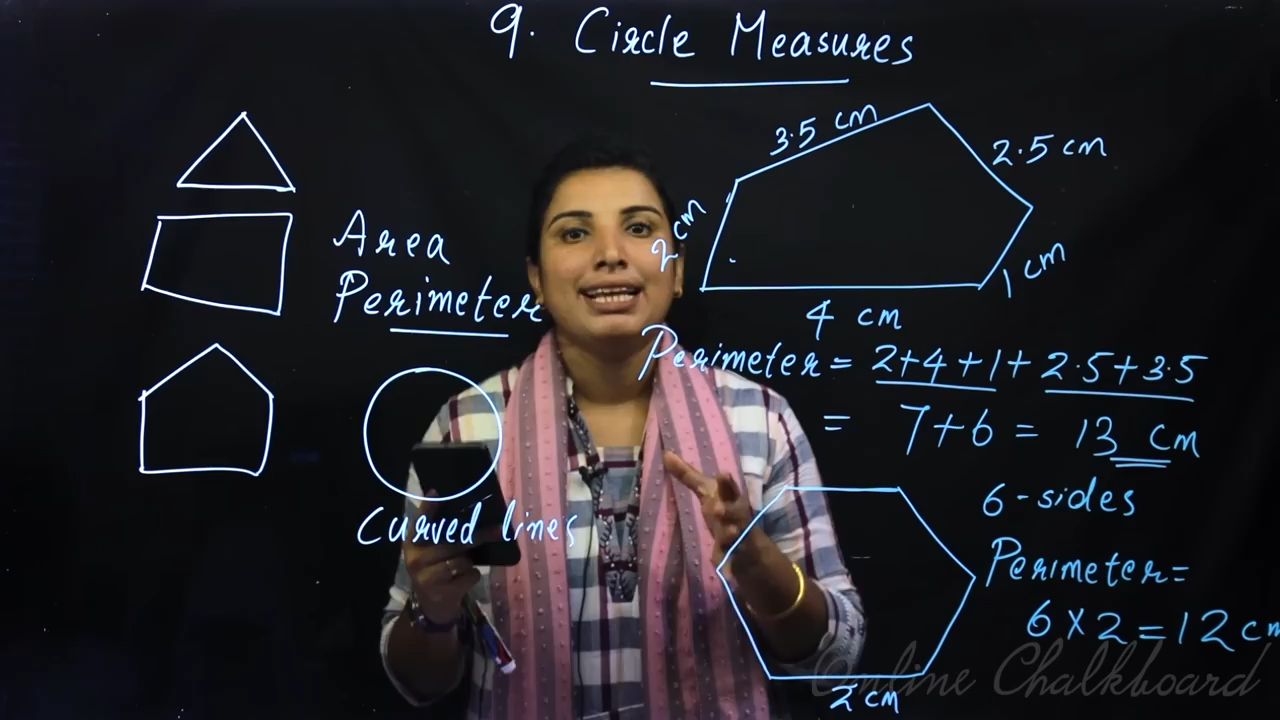 9. Circle Measures
3.5 cm
2.5 cm
2 cm
1 cm
4 cm
Area
Perimeter
Perimeter = 2+4+1+2.5+3.5
= 7+6 = 13 cm
Curved lines
6-sides
Perimeter=
6×2=12 cm
2 cm
Online Chalkboard